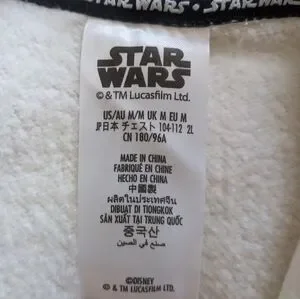 STAR WARS STAR WARS STAR
STAR
WARS
© & TM Lucasfilm Ltd.
US/AU M/M UK M EU M
JP日本 チェスト 104-112 2L
CN 180/96A
MADE IN CHINA
FABRIQUÉ EN CHINE
HECHO EN CHINA
中國製
ผลิตในประเทศจีน
DIBUAT DI TIONGKOK
SẢN XUẤT TẠI TRUNG QUỐC
중국산
صنع في الصين
©DISNEY